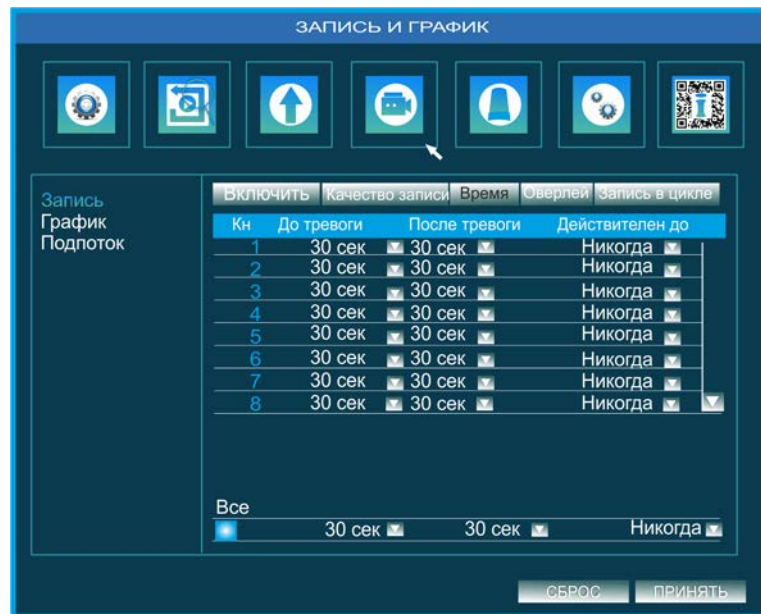 ЗАПИСЬ И ГРАФИК
Запись
График
Подпоток
Включить Качество записи Время Оверлей Запись в цикле
Кн До тревоги После тревоги Действителен до
1 30 сек 30 сек Никогда
2 30 сек 30 сек Никогда
3 30 сек 30 сек Никогда
4 30 сек 30 сек Никогда
5 30 сек 30 сек Никогда
6 30 сек 30 сек Никогда
7 30 сек 30 сек Никогда
8 30 сек 30 сек Никогда
Все
30 сек 30 сек Никогда
СБРОС ПРИНЯТЬ